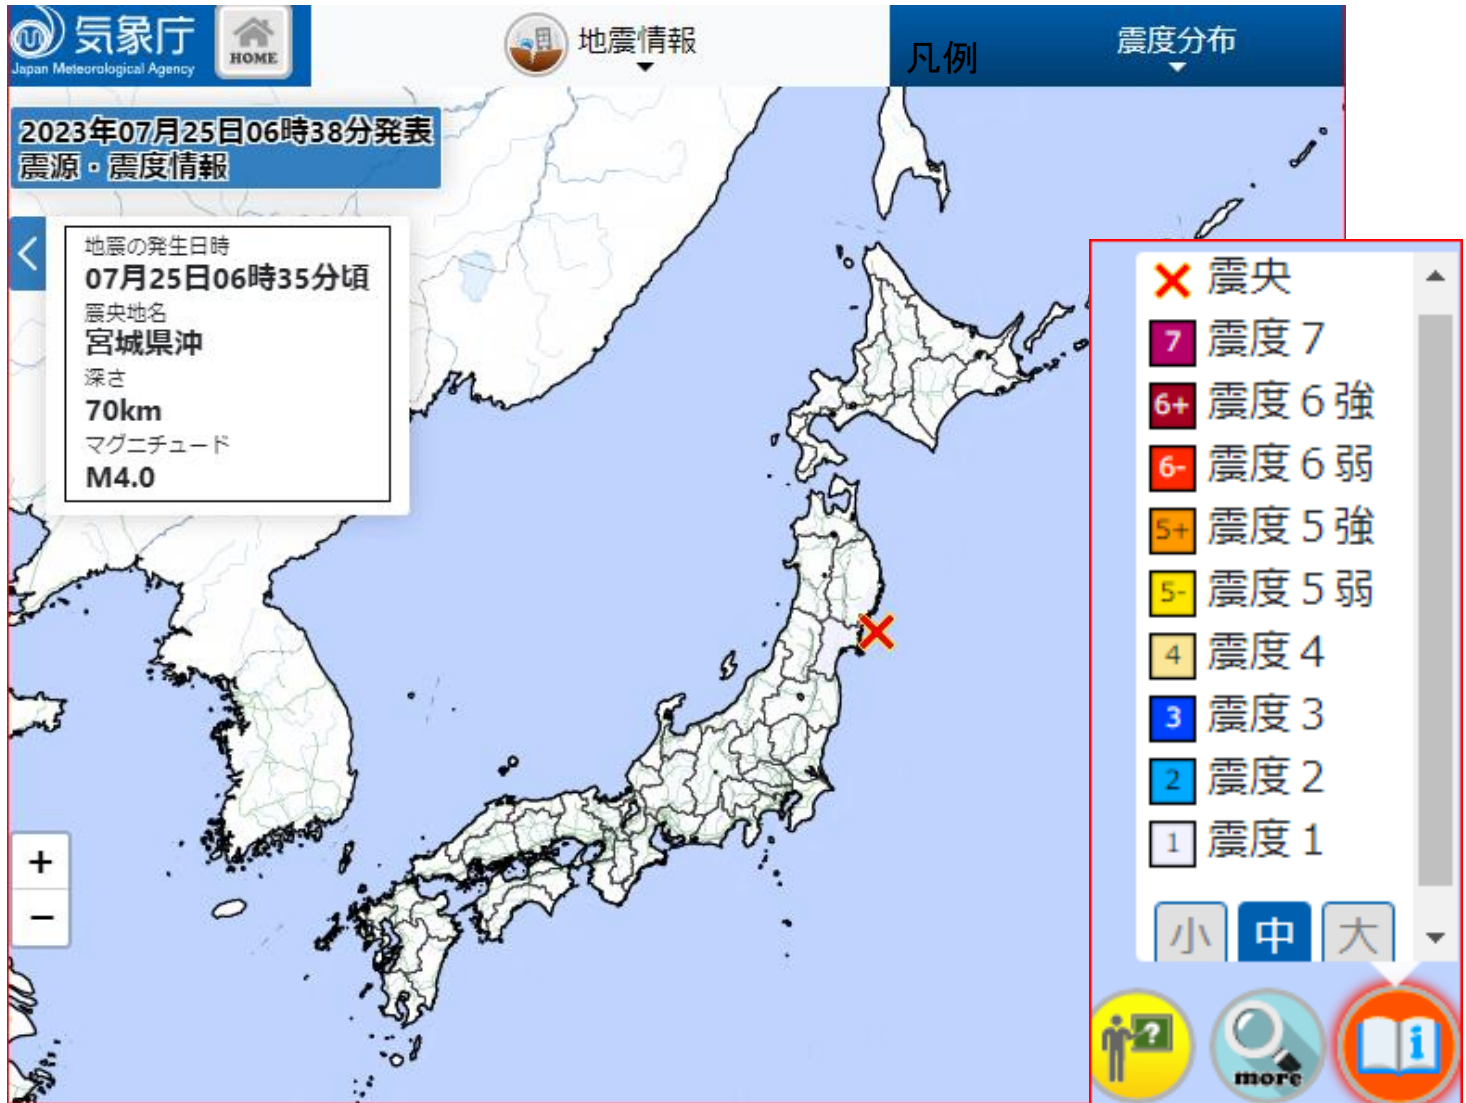 気象庁
Japan Meteorological Agency
HOME
地震情報
凡例
震度分布
2023年07月25日06時38分発表
震源・震度情報
地震の発生日時
07月25日06時35分頃
震央地名
宮城県沖
深さ
70km
マグニチュード
M4.0
+
−
震央
7 震度７
6+ 震度６強
6- 震度６弱
5+ 震度５強
5- 震度５弱
4 震度４
3 震度３
2 震度２
1 震度１
小 中 大
?
more
i